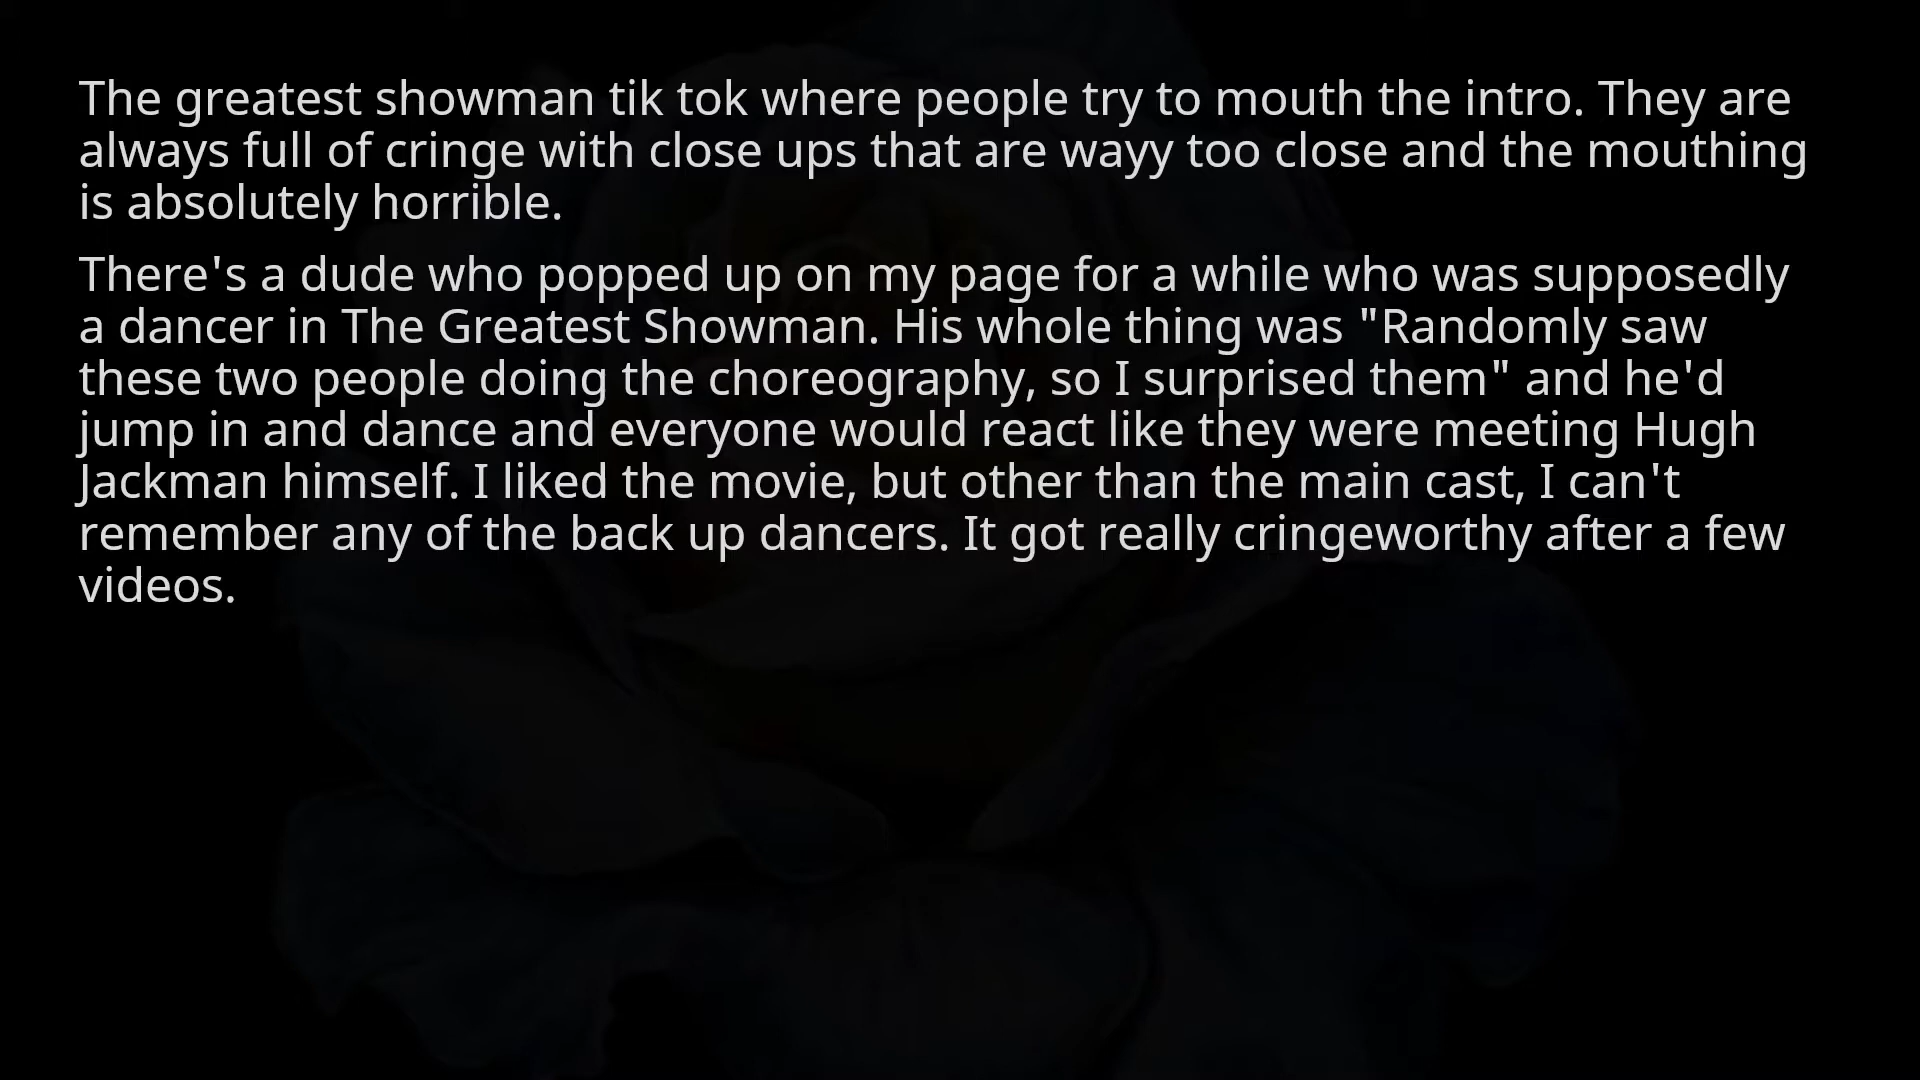 The greatest showman tik tok where people try to mouth the intro. They are
always full of cringe with close ups that are wayy too close and the mouthing
is absolutely horrible.
There's a dude who popped up on my page for a while who was supposedly
a dancer in The Greatest Showman. His whole thing was "Randomly saw
these two people doing the choreography, so I surprised them" and he'd
jump in and dance and everyone would react like they were meeting Hugh
Jackman himself. I liked the movie, but other than the main cast, I can't
remember any of the back up dancers. It got really cringeworthy after a few
videos.